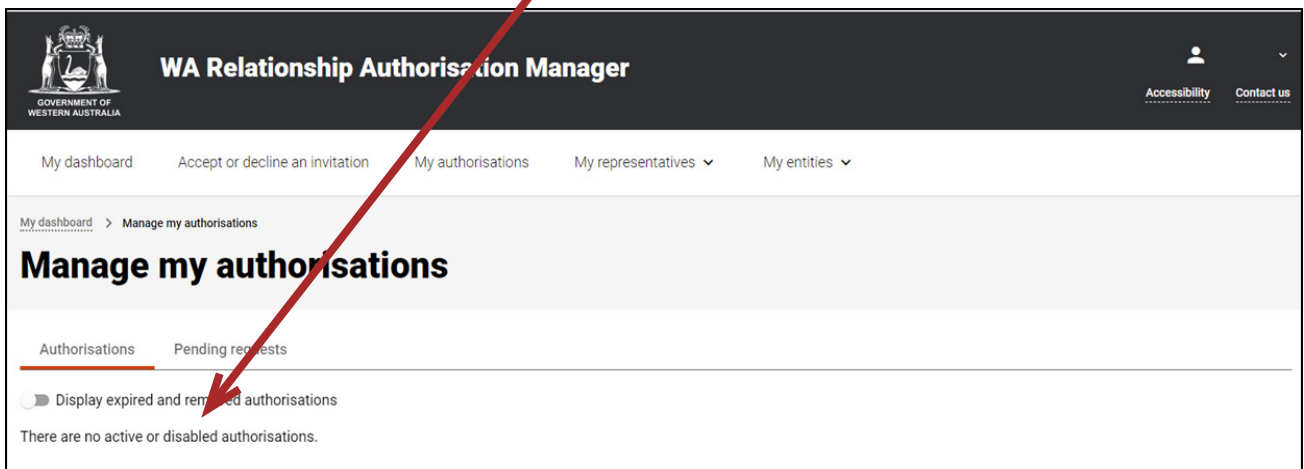 GOVERNMENT OF
WESTERN AUSTRALIA
WA Relationship Authorisation Manager
Accessibility Contact us
My dashboard Accept or decline an invitation My authorisations My representatives My entities
My dashboard > Manage my authorisations
Manage my authorisations
Authorisations Pending requests
Display expired and removed authorisations
There are no active or disabled authorisations.